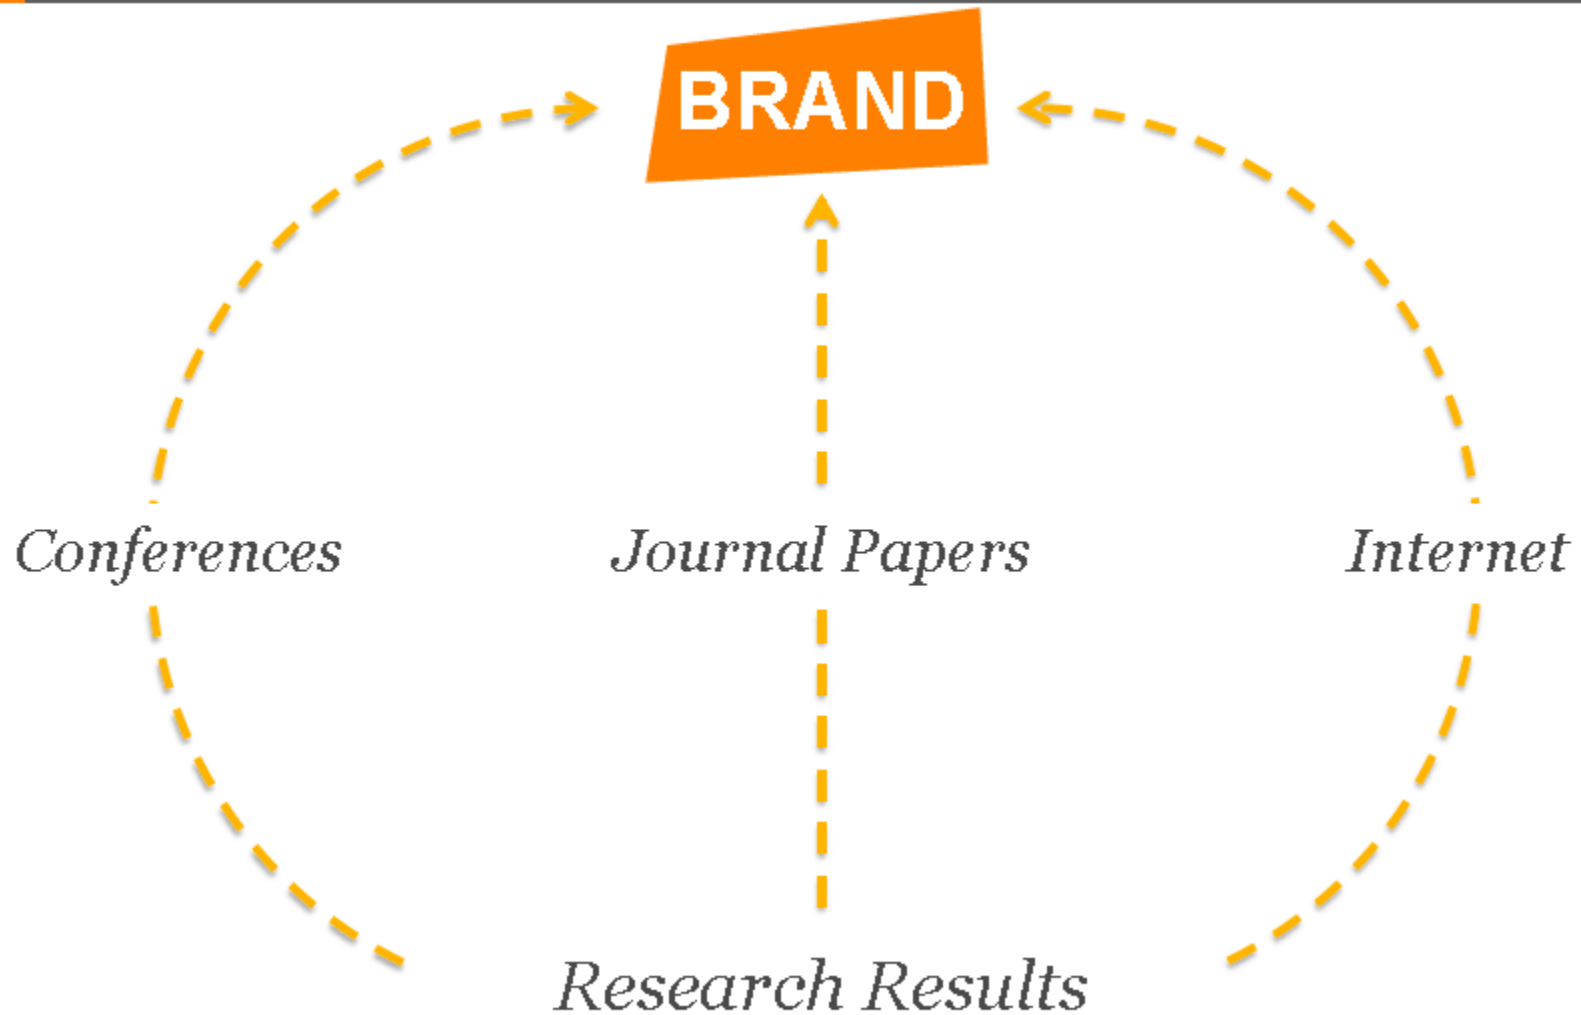 BRAND
Conferences
Journal Papers
Internet
Research Results